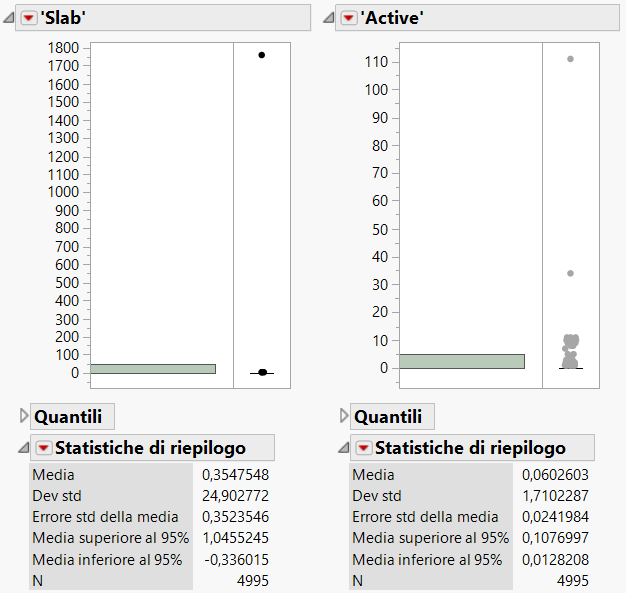 'Slab'
1800
1700
1600
1500
1400
1300
1200
1100
1000
900
800
700
600
500
400
300
200
100
0
Quantili
Statistiche di riepilogo
Media 0,3547548
Dev std 24,902772
Errore std della media 0,3523546
Media superiore al 95% 1,0455245
Media inferiore al 95% -0,336015
N 4995
'Active'
110
100
90
80
70
60
50
40
30
20
10
0
Quantili
Statistiche di riepilogo
Media 0,0602603
Dev std 1,7102287
Errore std della media 0,0241984
Media superiore al 95% 0,1076997
Media inferiore al 95% 0,0128208
N 4995